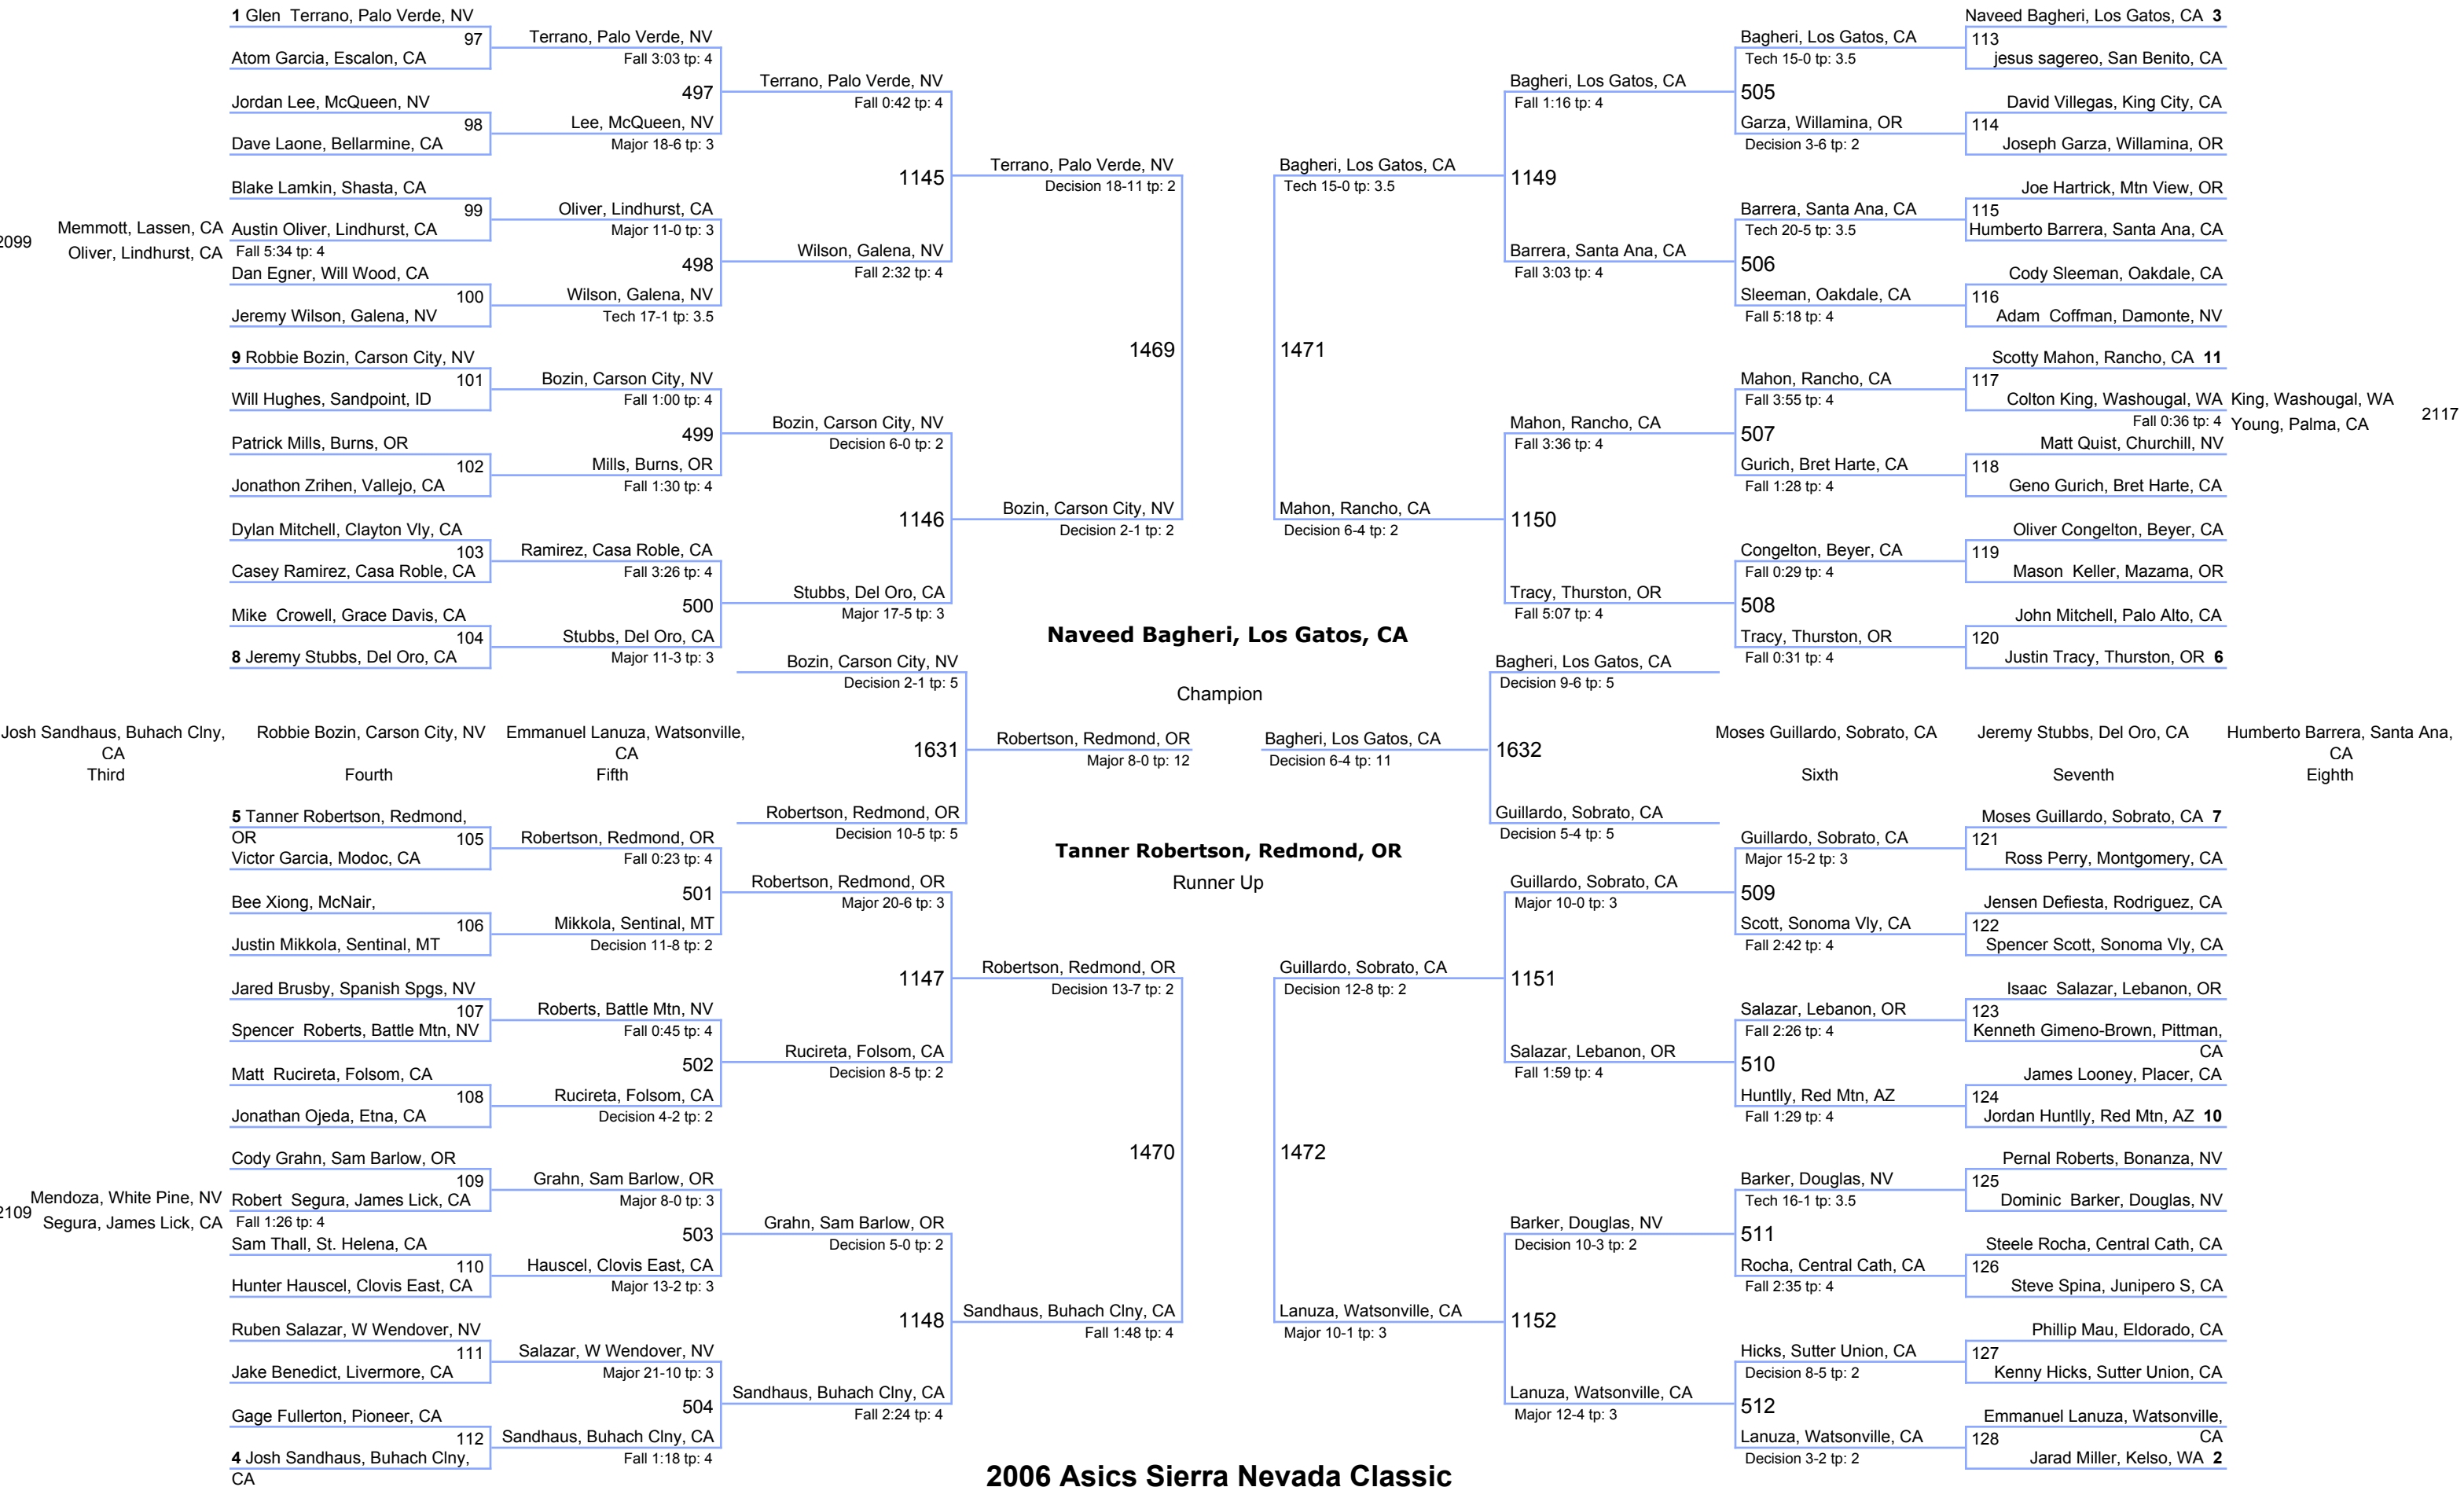 1 Glen  Terrano, Palo Verde, NV
97
Atom Garcia, Escalon, CA
Jordan Lee, McQueen, NV
98
Dave Laone, Bellarmine, CA
Blake Lamkin, Shasta, CA
99
2099
Memmott, Lassen, CA
Oliver, Lindhurst, CA
Austin Oliver, Lindhurst, CA
Fall 5:34 tp: 4
Dan Egner, Will Wood, CA
100
Jeremy Wilson, Galena, NV
9 Robbie Bozin, Carson City, NV
101
Will Hughes, Sandpoint, ID
Patrick Mills, Burns, OR
102
Jonathon Zrihen, Vallejo, CA
Dylan Mitchell, Clayton Vly, CA
103
Casey Ramirez, Casa Roble, CA
Mike  Crowell, Grace Davis, CA
104
8 Jeremy Stubbs, Del Oro, CA
Terrano, Palo Verde, NV
Fall 3:03 tp: 4
497
Lee, McQueen, NV
Major 18-6 tp: 3
Oliver, Lindhurst, CA
Major 11-0 tp: 3
498
Wilson, Galena, NV
Tech 17-1 tp: 3.5
Bozin, Carson City, NV
Fall 1:00 tp: 4
499
Mills, Burns, OR
Fall 1:30 tp: 4
Ramirez, Casa Roble, CA
Fall 3:26 tp: 4
500
Stubbs, Del Oro, CA
Major 11-3 tp: 3
Terrano, Palo Verde, NV
Fall 0:42 tp: 4
1145
Wilson, Galena, NV
Fall 2:32 tp: 4
Bozin, Carson City, NV
Decision 6-0 tp: 2
1146
Stubbs, Del Oro, CA
Major 17-5 tp: 3
Terrano, Palo Verde, NV
Decision 18-11 tp: 2
1469
Bozin, Carson City, NV
Decision 2-1 tp: 2
Bagheri, Los Gatos, CA
Tech 15-0 tp: 3.5
1471
Mahon, Rancho, CA
Decision 6-4 tp: 2
Bagheri, Los Gatos, CA
Fall 1:16 tp: 4
1149
Barrera, Santa Ana, CA
Fall 3:03 tp: 4
Mahon, Rancho, CA
Fall 3:36 tp: 4
1150
Tracy, Thurston, OR
Fall 5:07 tp: 4
Bagheri, Los Gatos, CA
Tech 15-0 tp: 3.5
505
Garza, Willamina, OR
Decision 3-6 tp: 2
Barrera, Santa Ana, CA
Tech 20-5 tp: 3.5
506
Sleeman, Oakdale, CA
Fall 5:18 tp: 4
Mahon, Rancho, CA
Fall 3:55 tp: 4
507
Gurich, Bret Harte, CA
Fall 1:28 tp: 4
Congelton, Beyer, CA
Fall 0:29 tp: 4
508
Tracy, Thurston, OR
Fall 0:31 tp: 4
Naveed Bagheri, Los Gatos, CA 3
113
jesus sagereo, San Benito, CA
David Villegas, King City, CA
114
Joseph Garza, Willamina, OR
Joe Hartrick, Mtn View, OR
115
Humberto Barrera, Santa Ana, CA
Cody Sleeman, Oakdale, CA
116
Adam  Coffman, Damonte, NV
Scotty Mahon, Rancho, CA 11
117
Colton King, Washougal, WA
Fall 0:36 tp: 4
King, Washougal, WA
Young, Palma, CA
2117
Matt Quist, Churchill, NV
118
Geno Gurich, Bret Harte, CA
Oliver Congelton, Beyer, CA
119
Mason  Keller, Mazama, OR
John Mitchell, Palo Alto, CA
120
Justin Tracy, Thurston, OR 6
Naveed Bagheri, Los Gatos, CA
Champion
Bozin, Carson City, NV
Decision 2-1 tp: 5
1631
Robertson, Redmond, OR
Decision 10-5 tp: 5
Robertson, Redmond, OR
Major 8-0 tp: 12
Bagheri, Los Gatos, CA
Decision 6-4 tp: 11
Bagheri, Los Gatos, CA
Decision 9-6 tp: 5
1632
Guillardo, Sobrato, CA
Decision 5-4 tp: 5
Tanner Robertson, Redmond, OR
Runner Up
Josh Sandhaus, Buhach Clny,
CA
Third
Robbie Bozin, Carson City, NV
Fourth
Emmanuel Lanuza, Watsonville,
CA
Fifth
Moses Guillardo, Sobrato, CA
Sixth
Jeremy Stubbs, Del Oro, CA
Seventh
Humberto Barrera, Santa Ana,
CA
Eighth
5 Tanner Robertson, Redmond,
OR
105
Victor Garcia, Modoc, CA
Bee Xiong, McNair,
106
Justin Mikkola, Sentinal, MT
Jared Brusby, Spanish Spgs, NV
107
Spencer  Roberts, Battle Mtn, NV
Matt  Rucireta, Folsom, CA
108
Jonathan Ojeda, Etna, CA
Cody Grahn, Sam Barlow, OR
109
2109
Mendoza, White Pine, NV
Segura, James Lick, CA
Robert  Segura, James Lick, CA
Fall 1:26 tp: 4
Sam Thall, St. Helena, CA
110
Hunter Hauscel, Clovis East, CA
Ruben Salazar, W Wendover, NV
111
Jake Benedict, Livermore, CA
Gage Fullerton, Pioneer, CA
112
4 Josh Sandhaus, Buhach Clny,
CA
Robertson, Redmond, OR
Fall 0:23 tp: 4
501
Mikkola, Sentinal, MT
Decision 11-8 tp: 2
Roberts, Battle Mtn, NV
Fall 0:45 tp: 4
502
Rucireta, Folsom, CA
Decision 4-2 tp: 2
Grahn, Sam Barlow, OR
Major 8-0 tp: 3
503
Hauscel, Clovis East, CA
Major 13-2 tp: 3
Salazar, W Wendover, NV
Major 21-10 tp: 3
504
Sandhaus, Buhach Clny, CA
Fall 1:18 tp: 4
Robertson, Redmond, OR
Major 20-6 tp: 3
1147
Rucireta, Folsom, CA
Decision 8-5 tp: 2
Grahn, Sam Barlow, OR
Decision 5-0 tp: 2
1148
Sandhaus, Buhach Clny, CA
Fall 2:24 tp: 4
Robertson, Redmond, OR
Decision 13-7 tp: 2
1470
Sandhaus, Buhach Clny, CA
Fall 1:48 tp: 4
Guillardo, Sobrato, CA
Decision 12-8 tp: 2
1472
Lanuza, Watsonville, CA
Major 10-1 tp: 3
Guillardo, Sobrato, CA
Major 10-0 tp: 3
1151
Salazar, Lebanon, OR
Fall 1:59 tp: 4
Barker, Douglas, NV
Decision 10-3 tp: 2
1152
Lanuza, Watsonville, CA
Major 12-4 tp: 3
Guillardo, Sobrato, CA
Major 15-2 tp: 3
509
Scott, Sonoma Vly, CA
Fall 2:42 tp: 4
Salazar, Lebanon, OR
Fall 2:26 tp: 4
510
Huntlly, Red Mtn, AZ
Fall 1:29 tp: 4
Barker, Douglas, NV
Tech 16-1 tp: 3.5
511
Rocha, Central Cath, CA
Fall 2:35 tp: 4
Hicks, Sutter Union, CA
Decision 8-5 tp: 2
512
Lanuza, Watsonville, CA
Decision 3-2 tp: 2
Moses Guillardo, Sobrato, CA 7
121
Ross Perry, Montgomery, CA
Jensen Defiesta, Rodriguez, CA
122
Spencer Scott, Sonoma Vly, CA
Isaac  Salazar, Lebanon, OR
123
Kenneth Gimeno-Brown, Pittman,
CA
James Looney, Placer, CA
124
Jordan Huntlly, Red Mtn, AZ 10
Pernal Roberts, Bonanza, NV
125
Dominic  Barker, Douglas, NV
Steele Rocha, Central Cath, CA
126
Steve Spina, Junipero S, CA
Phillip Mau, Eldorado, CA
127
Kenny Hicks, Sutter Union, CA
Emmanuel Lanuza, Watsonville,
CA
128
Jarad Miller, Kelso, WA 2
2006 Asics Sierra Nevada Classic